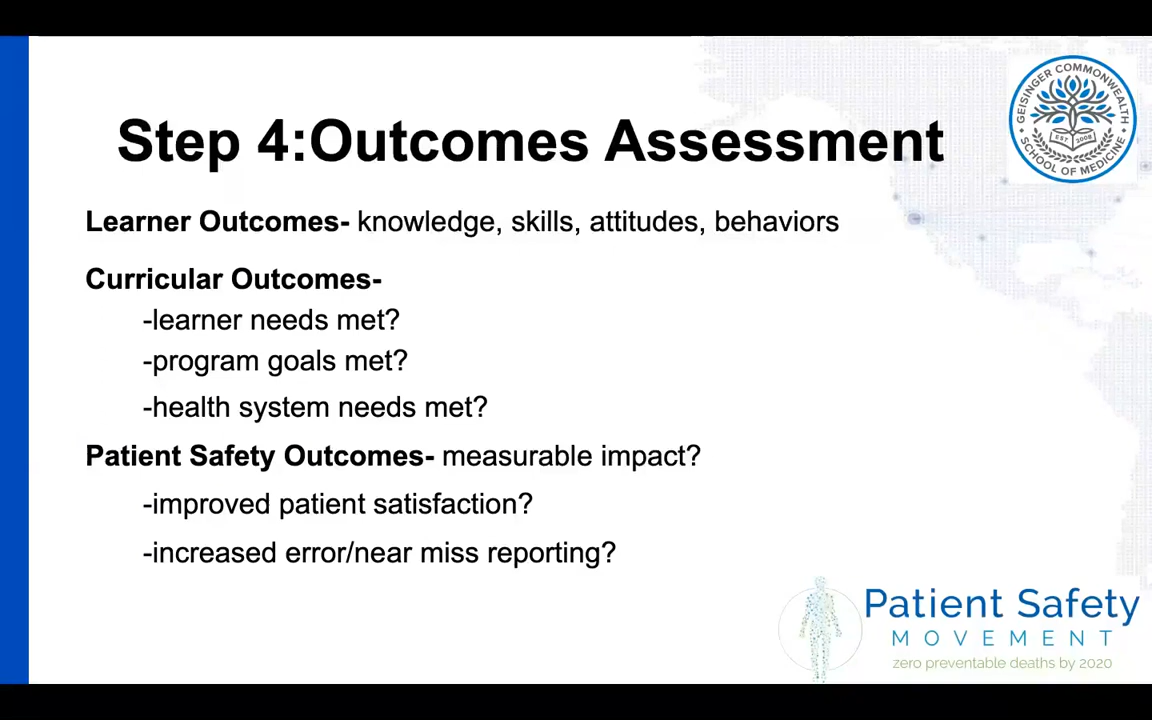 GEISINGER COMMONWEALTH
SCHOOL OF MEDICINE
EST 2008
Step 4:Outcomes Assessment
Learner Outcomes- knowledge, skills, attitudes, behaviors
Curricular Outcomes-
-learner needs met?
-program goals met?
-health system needs met?
Patient Safety Outcomes- measurable impact?
-improved patient satisfaction?
-increased error/near miss reporting?
Patient Safety
MOVEMENT
zero preventable deaths by 2020